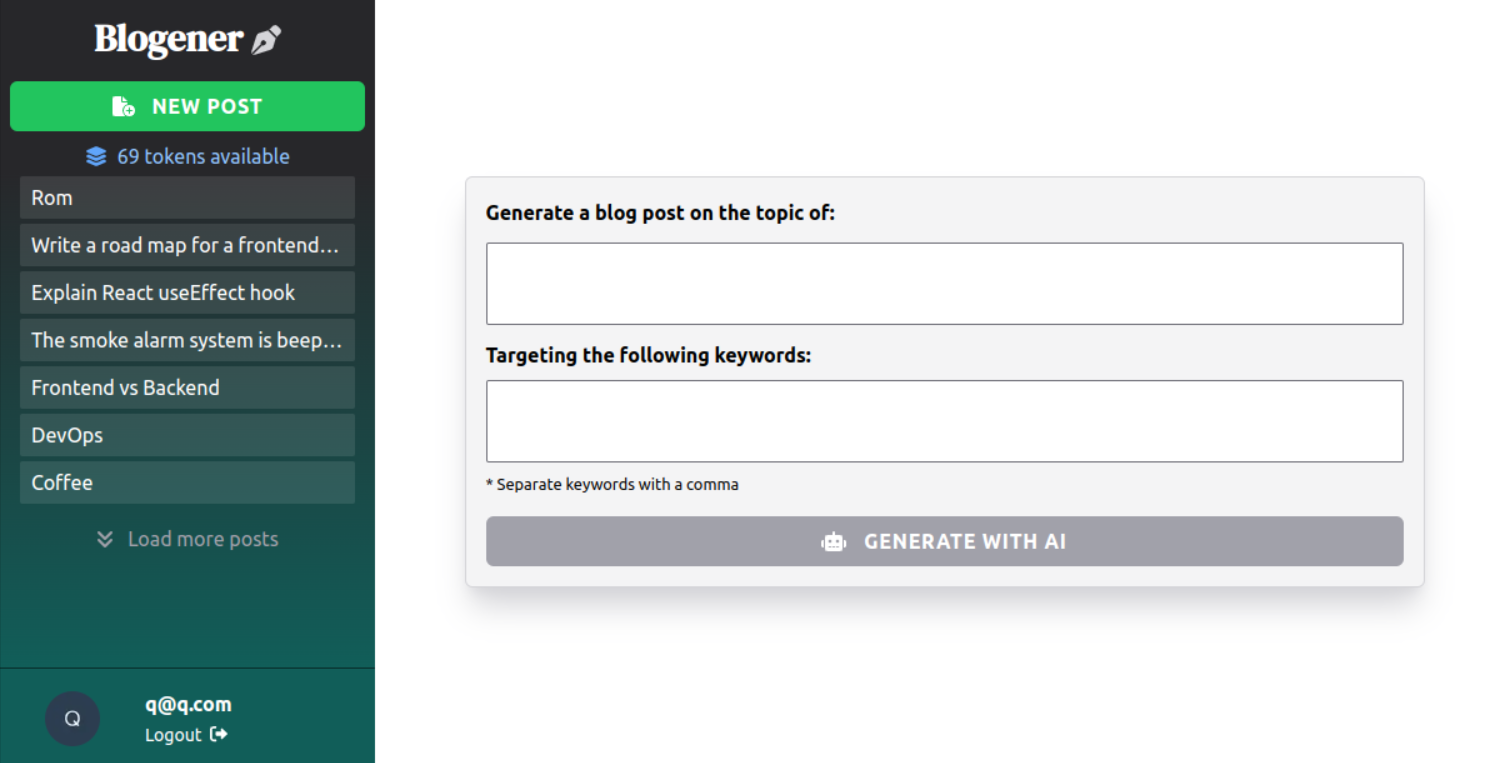 Blogener
NEW POST
69 tokens available
Rom
Write a road map for a frontend...
Explain React useEffect hook
The smoke alarm system is beep...
Frontend vs Backend
DevOps
Coffee
Load more posts
Q
q@q.com
Logout
Generate a blog post on the topic of:
Targeting the following keywords:
* Separate keywords with a comma
GENERATE WITH AI